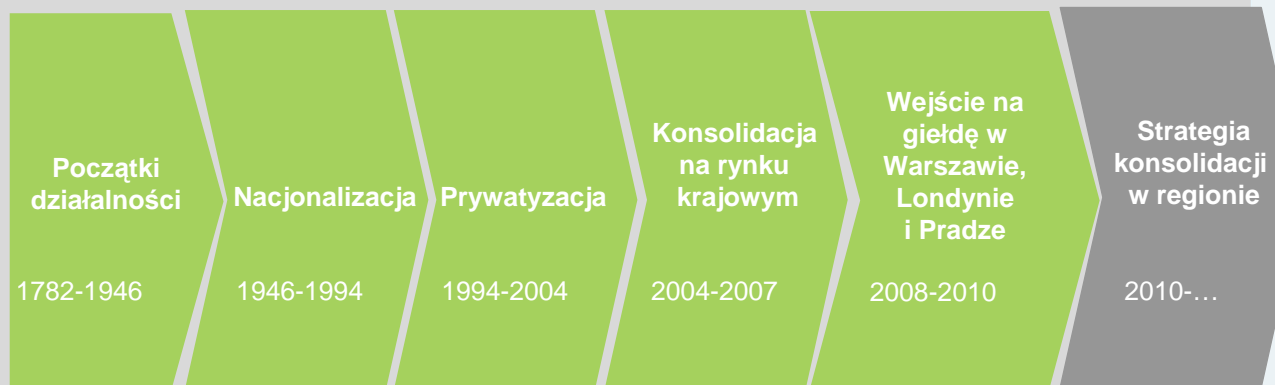 Początki
działalności
1782-1946
Nacjonalizacja
1946-1994
Prywatyzacja
1994-2004
Konsolidacja
na rynku
krajowym
2004-2007
Wejście na
giełdę w
Warszawie,
Londynie
i Pradze
2008-2010
Strategia
konsolidacji
w regionie
2010-…